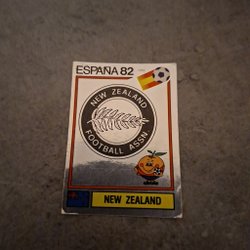 ESPAÑA 82
NEW ZEALAND
FOOTBALL ASSN.
NEW ZEALAND